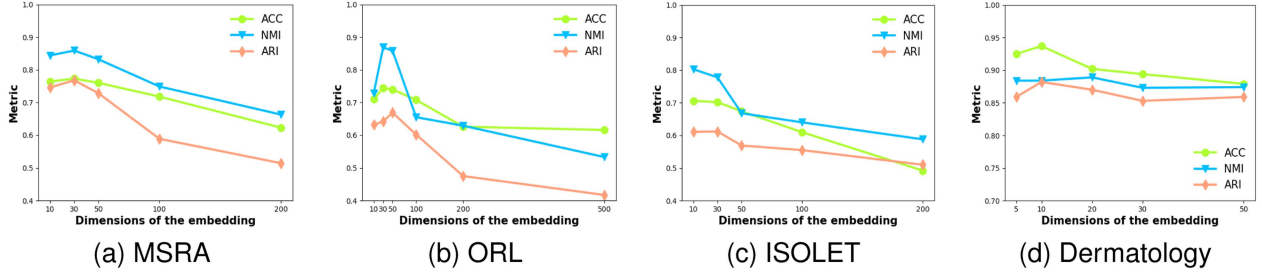 1.0
0.9
0.8
0.7
0.6
0.5
0.4
Metric
ACC
NMI
ARI
10 30 50 100 200
Dimensions of the embedding
(a) MSRA
1.0
0.9
0.8
0.7
0.6
0.5
0.4
Metric
ACC
NMI
ARI
10 30 50 100 200 500
Dimensions of the embedding
(b) ORL
1.0
0.9
0.8
0.7
0.6
0.5
0.4
Metric
ACC
NMI
ARI
10 30 50 100 200
Dimensions of the embedding
(c) ISOLET
1.00
0.95
0.90
0.85
0.80
0.75
0.70
Metric
ACC
NMI
ARI
5 10 20 30 50
Dimensions of the embedding
(d) Dermatology